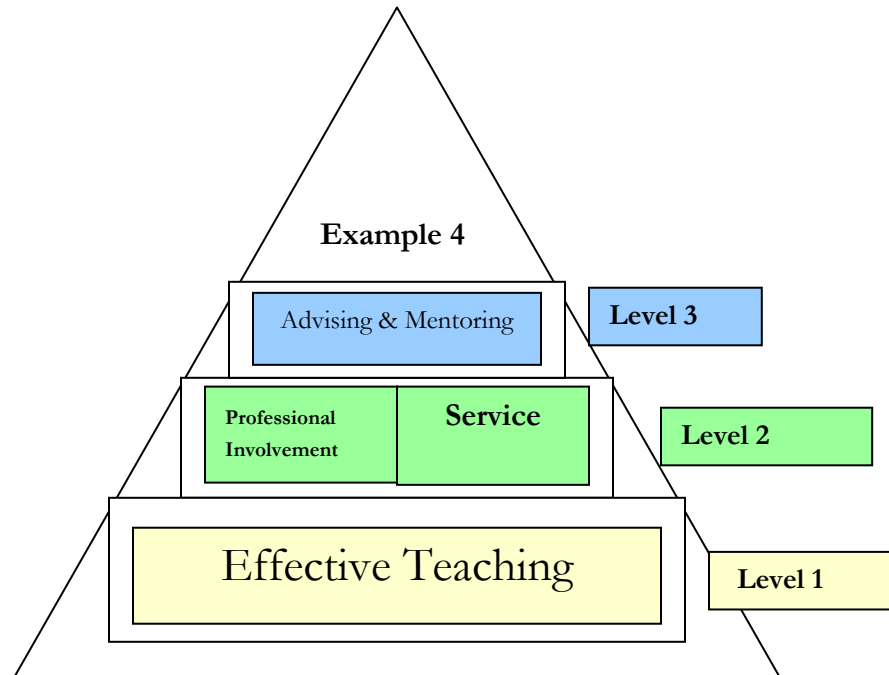 Example 4
Advising & Mentoring
Level 3
Professional
Involvement
Service
Level 2
Effective Teaching
Level 1